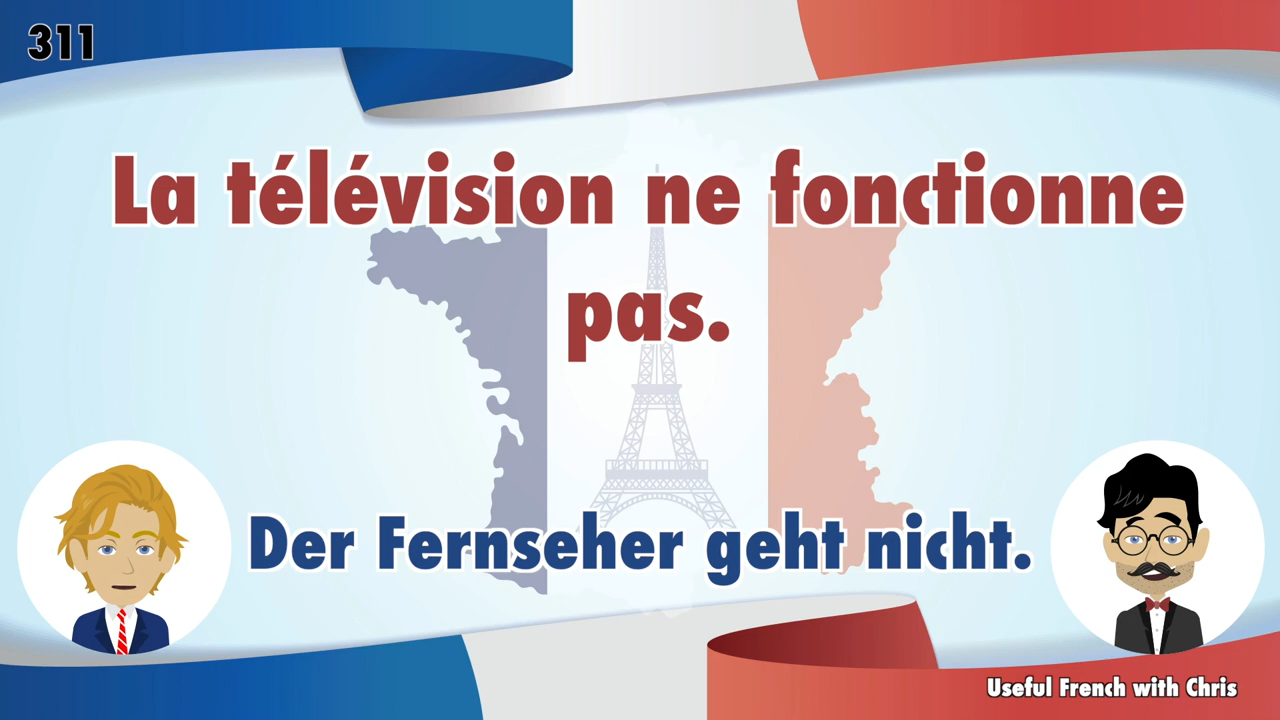 311
La télévision ne fonctionne
pas.
Der Fernseher geht nicht.
Useful French with Chris